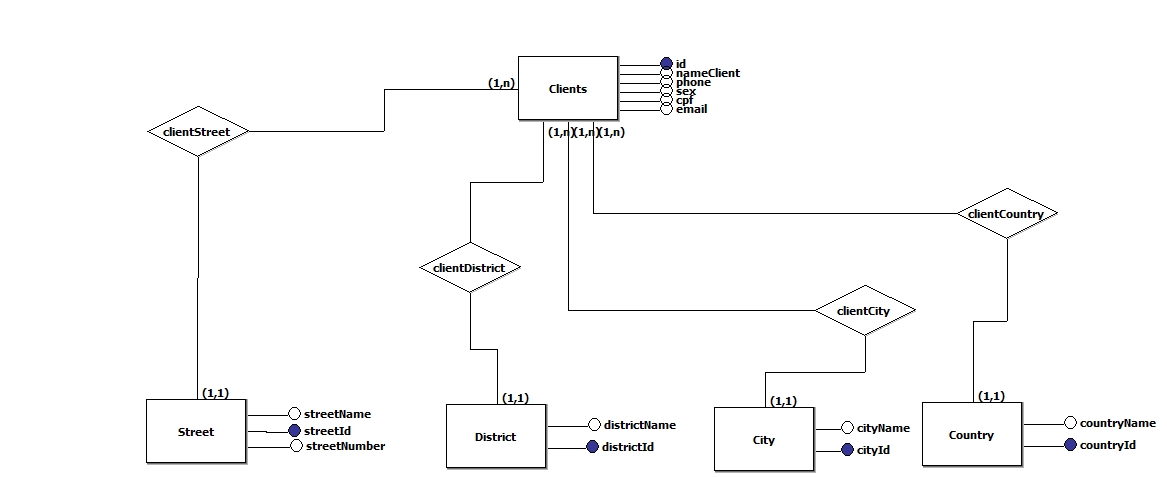 id
nameClient
phone
sex
cpf
email
(1,n)
Clients
clientStreet
(1,n)(1,n)(1,n)
clientCountry
clientDistrict
clientCity
(1,1)
(1,1)
(1,1)
(1,1)
Street
streetName
streetId
streetNumber
District
districtName
districtId
City
cityName
cityId
Country
countryName
countryId